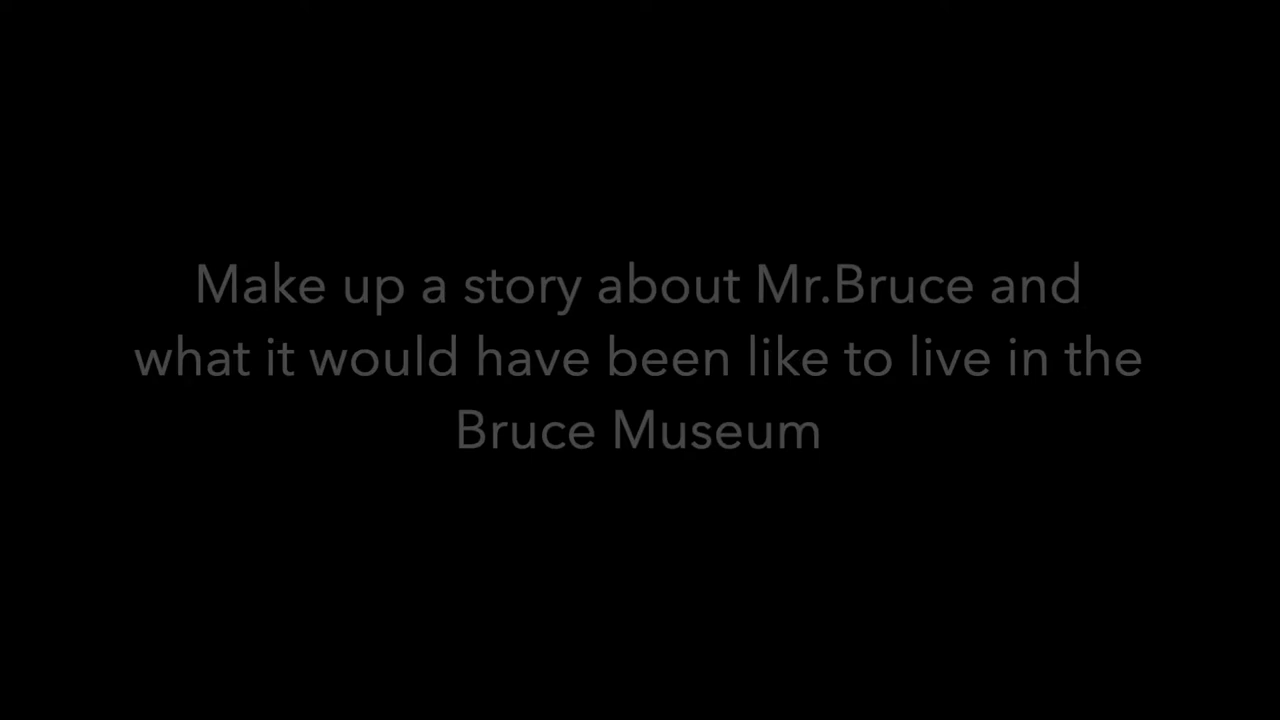 Make up a story about Mr.Bruce and
what it would have been like to live in the
Bruce Museum